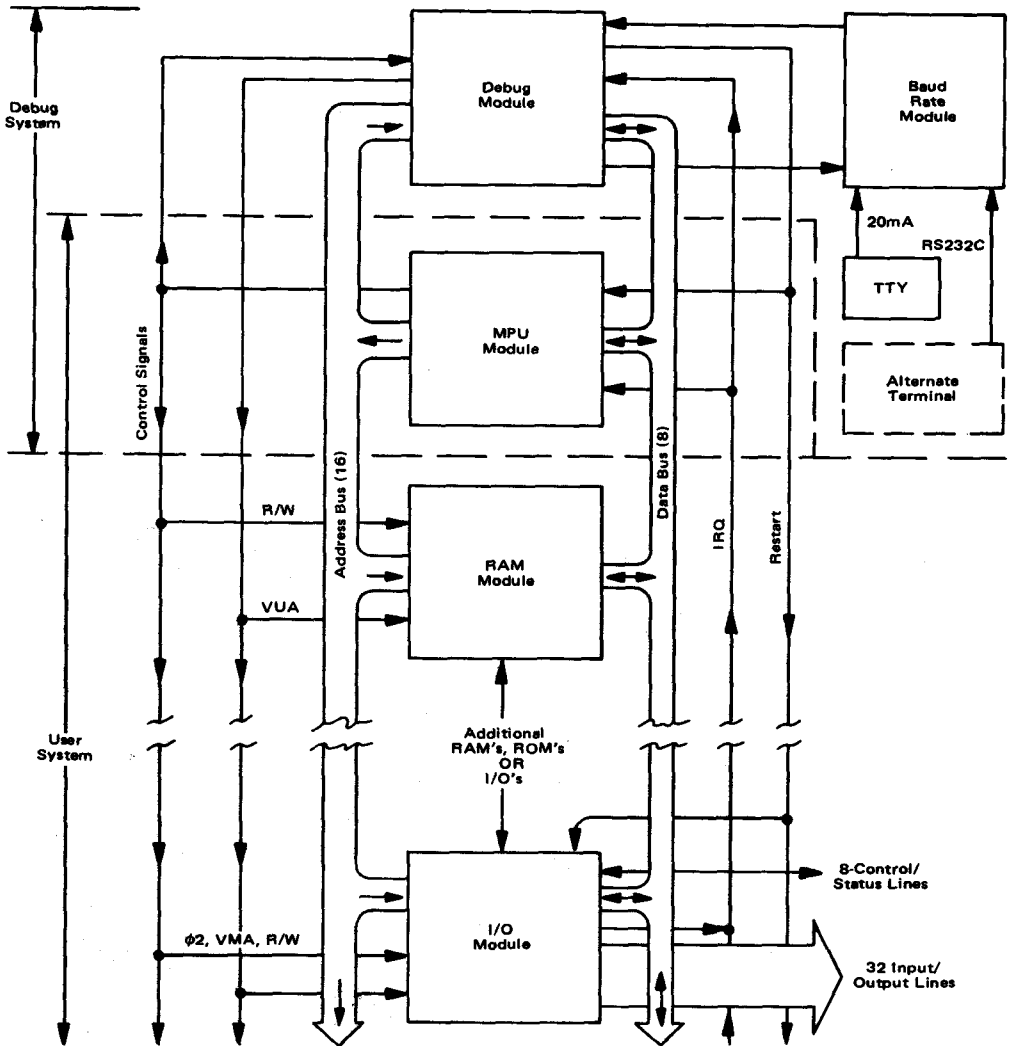 Debug
System
Debug
Module
Baud
Rate
Module
20mA
RS232C
TTY
MPU
Module
Alternate
Terminal
Control Signals
Address Bus (16)
Data Bus (8)
R/W
IRQ
Restart
RAM
Module
VUA
User
System
Additional
RAM's, ROM's
OR
I/O's
8-Control/
Status Lines
I/O
Module
ϕ2, VMA, R/W
32 Input/
Output Lines